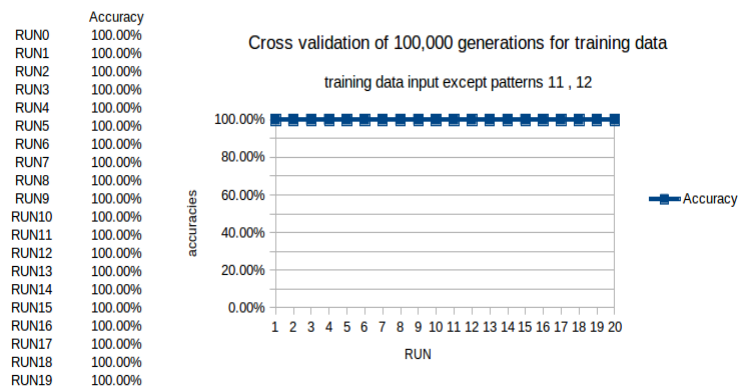 Accuracy
RUN0 100.00%
RUN1 100.00%
RUN2 100.00%
RUN3 100.00%
RUN4 100.00%
RUN5 100.00%
RUN6 100.00%
RUN7 100.00%
RUN8 100.00%
RUN9 100.00%
RUN10 100.00%
RUN11 100.00%
RUN12 100.00%
RUN13 100.00%
RUN14 100.00%
RUN15 100.00%
RUN16 100.00%
RUN17 100.00%
RUN18 100.00%
RUN19 100.00%
Cross validation of 100,000 generations for training data
training data input except patterns 11 , 12
100.00%
80.00%
60.00%
40.00%
20.00%
0.00%
accuracies
1 2 3 4 5 6 7 8 9 10 11 12 13 14 15 16 17 18 19 20
RUN
Accuracy